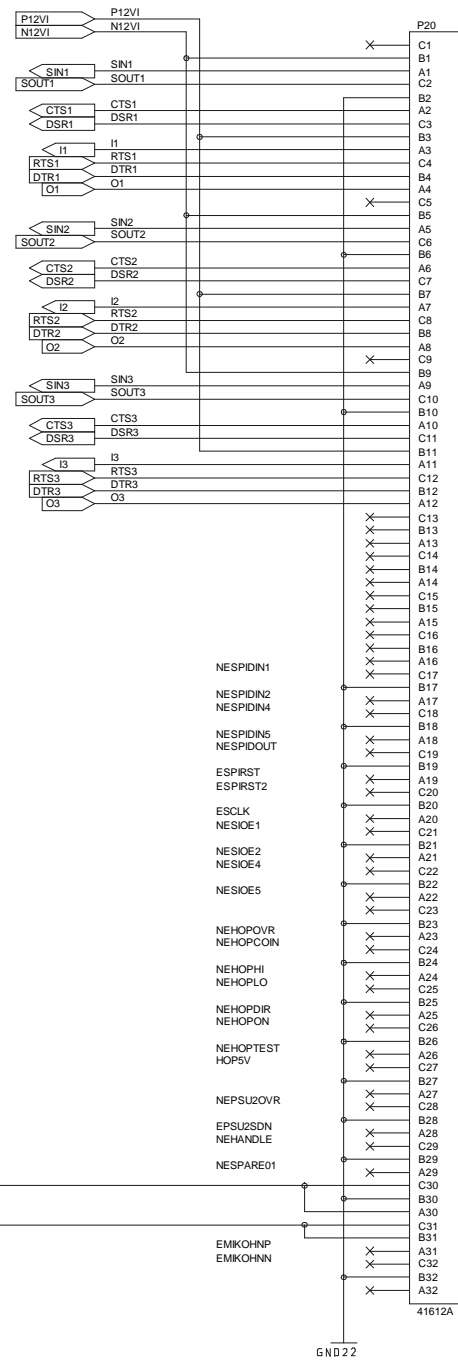 P12VI P12VI P20
N12VI N12VI
C1
B1
SIN1 SIN1 A1
SOUT1 SOUT1 C2
B2
CTS1 CTS1 A2
DSR1 DSR1 C3
B3
I1 I1 A3
RTS1 RTS1 C4
DTR1 DTR1 B4
O1 O1 A4
C5
B5
SIN2 SIN2 A5
SOUT2 SOUT2 C6
B6
CTS2 CTS2 A6
DSR2 DSR2 C7
B7
I2 I2 A7
RTS2 RTS2 C8
DTR2 DTR2 B8
O2 O2 A8
C9
B9
SIN3 SIN3 A9
SOUT3 SOUT3 C10
B10
CTS3 CTS3 A10
DSR3 DSR3 C11
B11
I3 I3 A11
RTS3 RTS3 C12
DTR3 DTR3 B12
O3 O3 A12
C13
B13
A13
C14
B14
A14
C15
B15
A15
C16
B16
A16
NESPIDIN1 C17
B17
NESPIDIN2 A17
NESPIDIN4 C18
B18
NESPIDIN5 A18
NESPIDOUT C19
B19
ESPIRST A19
ESPIRST2 C20
B20
ESCLK A20
NESIOE1 C21
B21
NESIOE2 A21
NESIOE4 C22
B22
NESIOE5 A22
C23
B23
NEHOPOVR A23
NEHOPCOIN C24
B24
NEHOPHI A24
NEHOPLO C25
B25
NEHOPDIR A25
NEHOPON C26
B26
NEHOPTEST A26
HOP5V C27
B27
A27
NEPSU2OVR C28
B28
EPSU2SDN A28
NEHANDLE C29
B29
NESPARE01 A29
C30
B30
A30
C31
B31
EMIKOHNP A31
EMIKOHNN C32
B32
A32
41612A
GND22